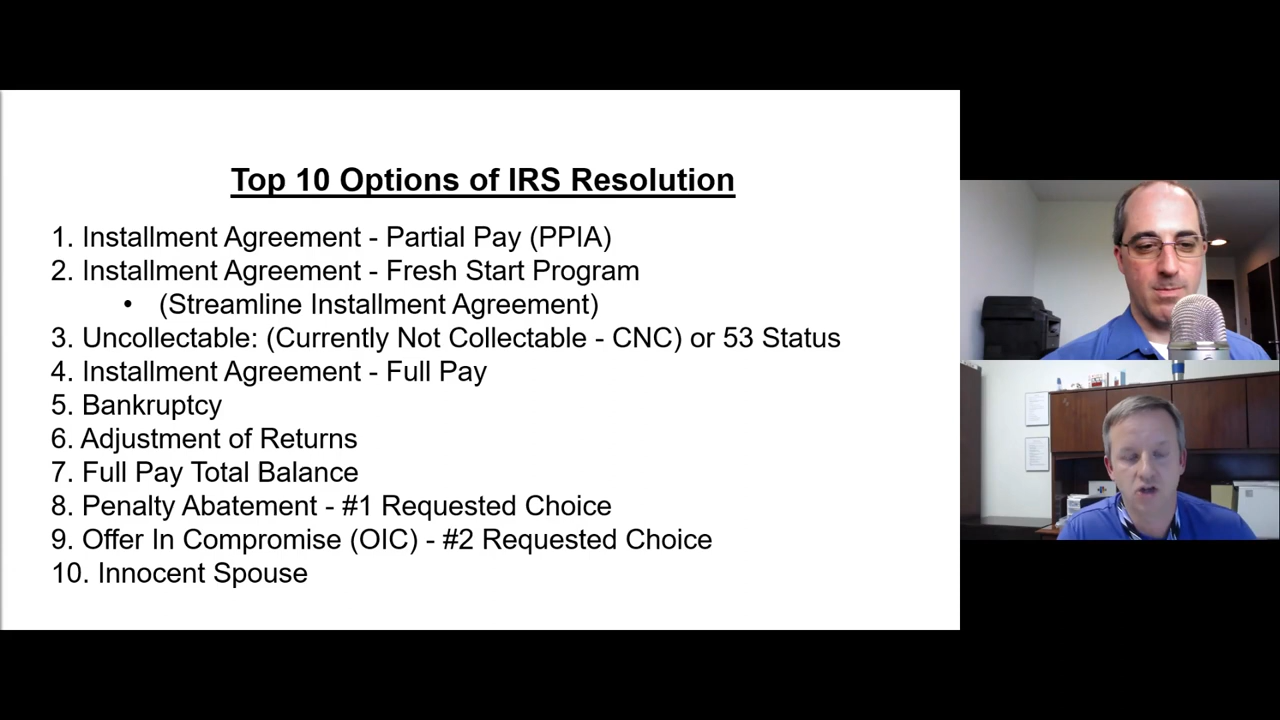 Top 10 Options of IRS Resolution
1. Installment Agreement - Partial Pay (PPIA)
2. Installment Agreement - Fresh Start Program
• (Streamline Installment Agreement)
3. Uncollectable: (Currently Not Collectable - CNC) or 53 Status
4. Installment Agreement - Full Pay
5. Bankruptcy
6. Adjustment of Returns
7. Full Pay Total Balance
8. Penalty Abatement - #1 Requested Choice
9. Offer In Compromise (OIC) - #2 Requested Choice
10. Innocent Spouse